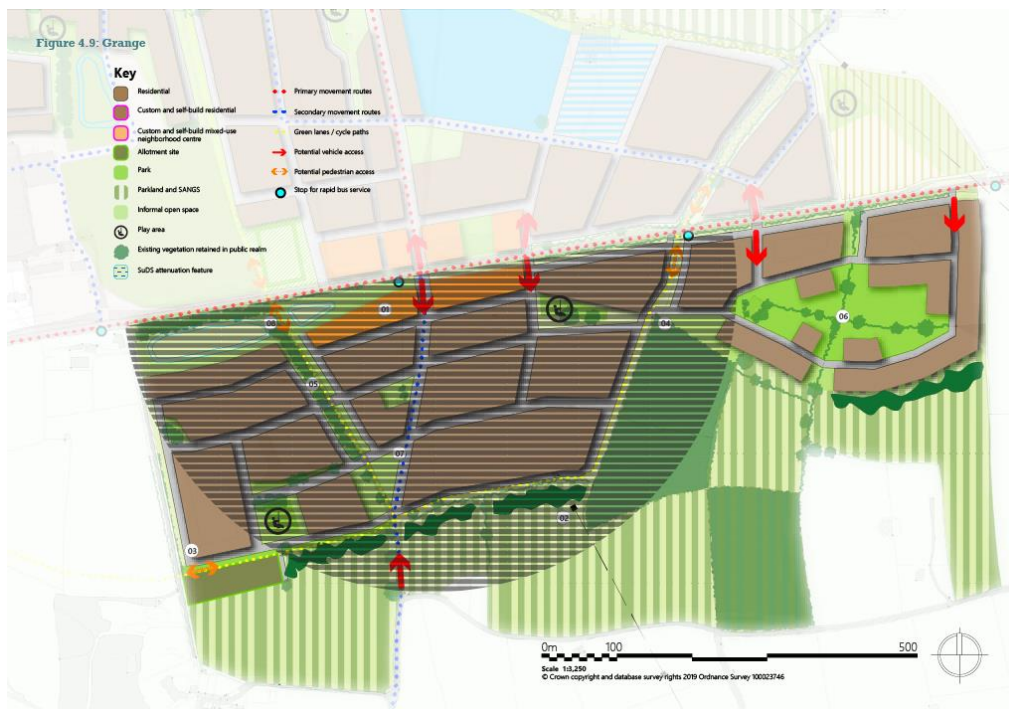 Figure 4.9: Grange
Key
Residential
Custom and self-build residential
Custom and self-build mixed-use
neighborhood centre
Allotment site
Park
Parkland and SANGS
Informal open space
Play area
Existing vegetation retained in public realm
SuDS attenuation feature
Primary movement routes
Secondary movement routes
Green lanes / cycle paths
Potential vehicle access
Potential pedestrian access
Stop for rapid bus service
01
08
04
06
05
07
02
03
0m 100 500
Scale 1:3,250
© Crown copyright and database survey rights 2019 Ordnance Survey 100023746